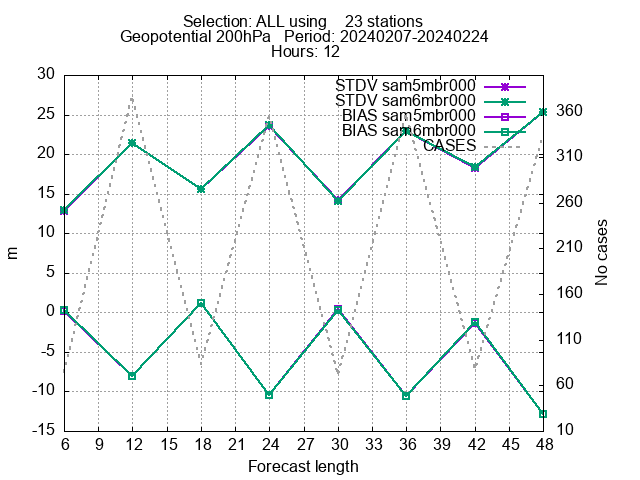 Selection: ALL using    23 stations
Geopotential 200hPa   Period: 20240207-20240224
Hours: 12
STDV sam5mbr000
STDV sam6mbr000
BIAS sam5mbr000
BIAS sam6mbr000
CASES
30
25
20
15
10
5
0
-5
-10
-15
m
360
310
260
210
160
110
60
10
No cases
6 9 12 15 18 21 24 27 30 33 36 39 42 45 48
Forecast length